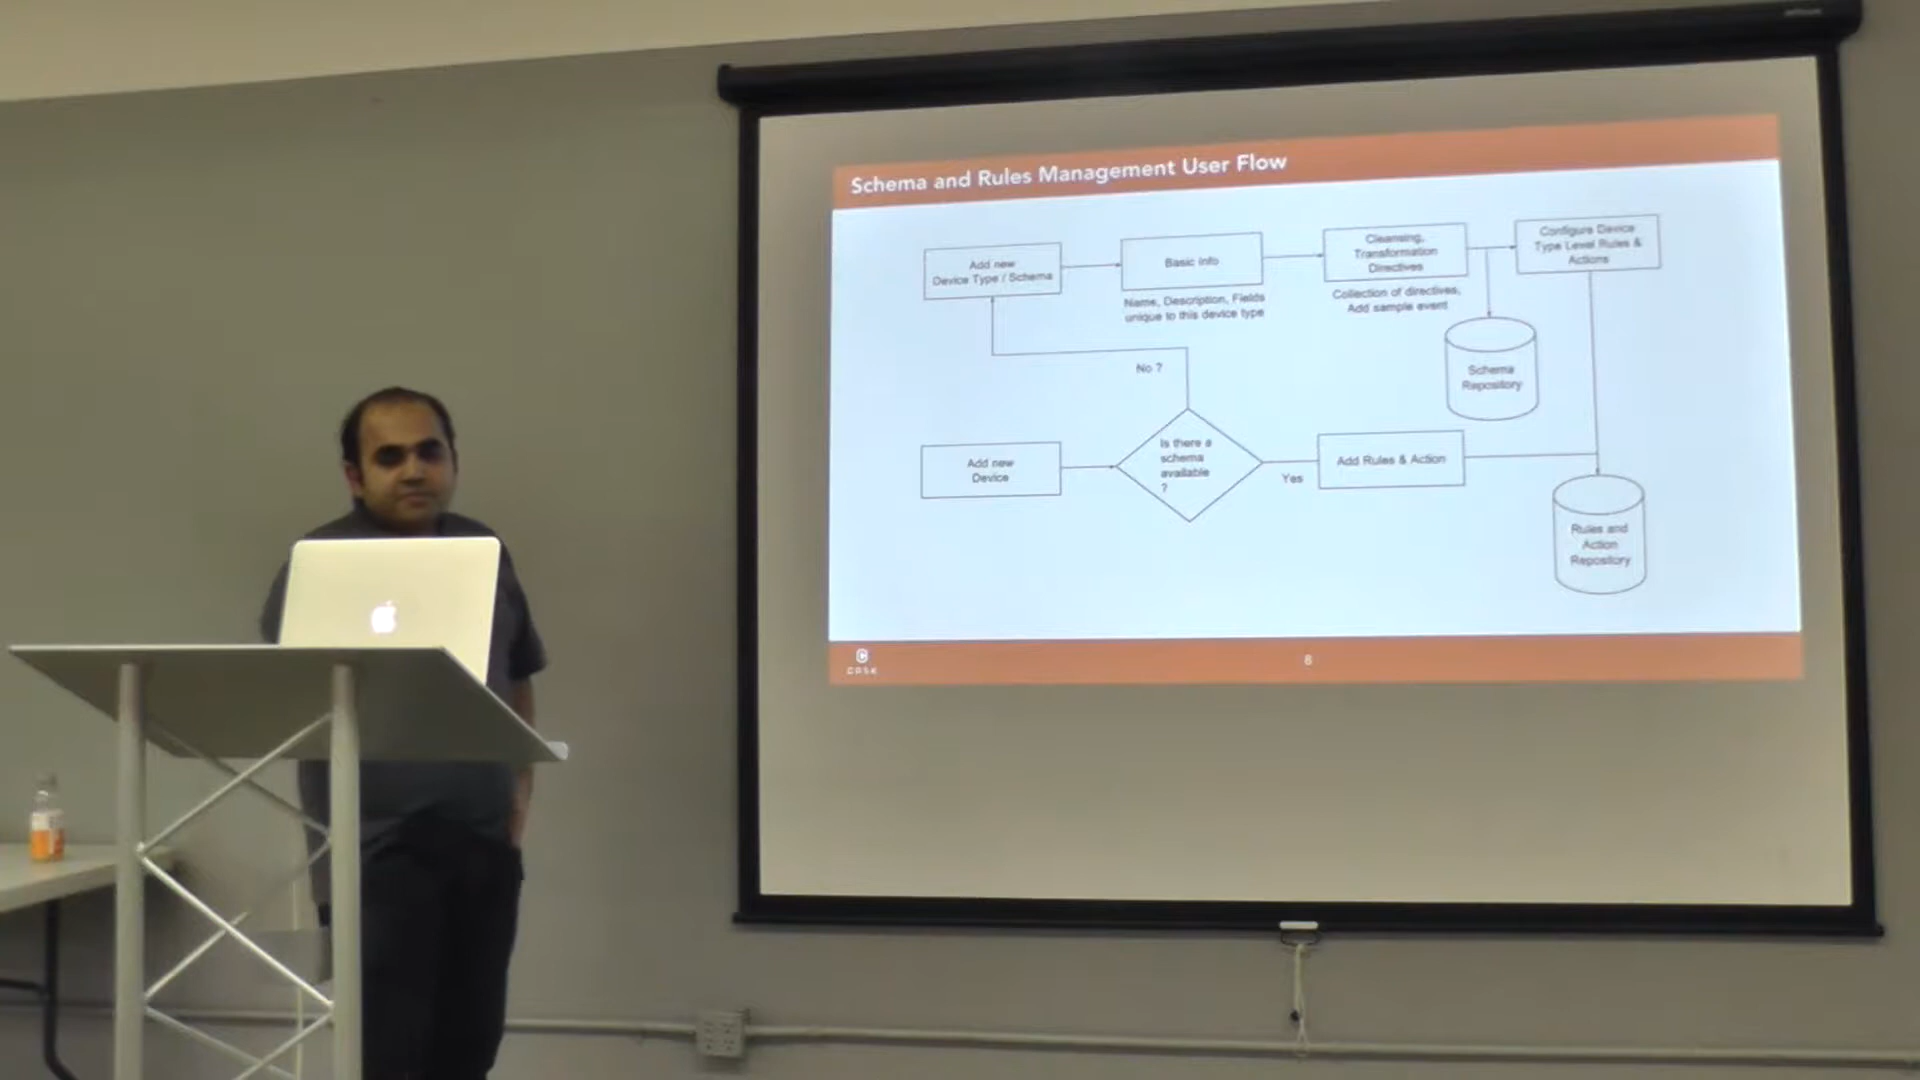 Schema and Rules Management User Flow
Add new
Device Type / Schema
Basic Info
Name, Description, Fields
unique to this device type
Cleansing,
Transformation
Directives
Collection of directives,
Add sample event
Configure Device
Type Level Rules &
Actions
Schema
Repository
No ?
Add new
Device
Is there a
schema
available
?
Yes
Add Rules & Action
Rules and
Action
Repository
CASK
8